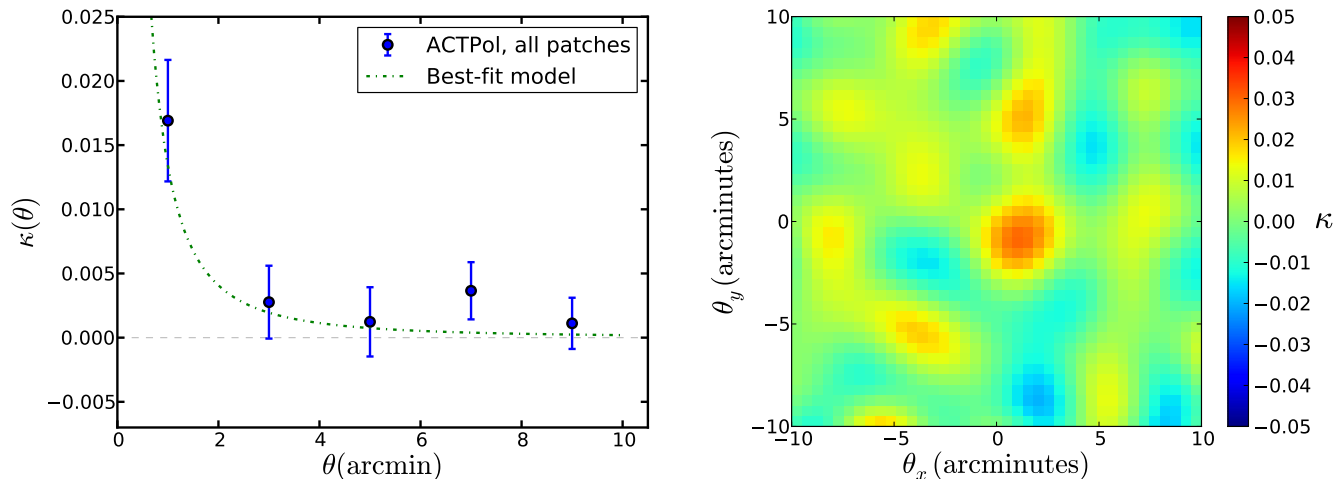 0.025
0.020
0.015
0.010
0.005
0.000
−0.005
κ(θ)
ACTPol, all patches
Best-fit model
0 2 4 6 8 10
θ(arcmin)
10
5
0
−5
−10
θy(arcminutes)
−10 −5 0 5 10
θx(arcminutes)
0.05
0.04
0.03
0.02
0.01
0.00
−0.01
−0.02
−0.03
−0.04
−0.05
κ